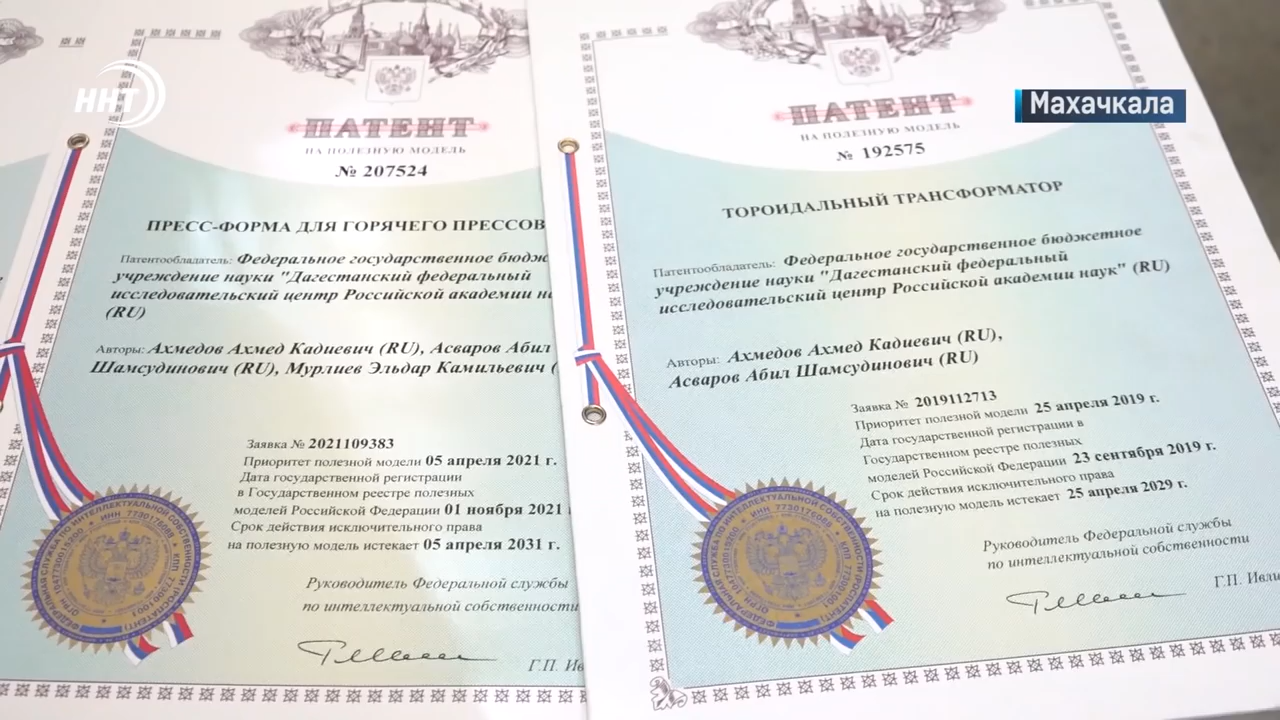 ННТ
Махачкала
ПАТЕНТ
НА ПОЛЕЗНУЮ МОДЕЛЬ
№ 207524
ПРЕСС-ФОРМА ДЛЯ ГОРЯЧЕГО ПРЕССОВ
Патентообладатель: Федеральное государственное бюдж
учреждение науки "Дагестанский федеральный
исследовательский центр Российской академии на
(RU)
Авторы: Ахмедов Ахмед Кадиевич (RU), Асваров Абил
Шамсудинович (RU), Мурлиев Эльдар Камильевич (
Заявка № 2021109383
Приоритет полезной модели 05 апреля 2021 г.
Дата государственной регистрации
в Государственном реестре полезных
моделей Российской Федерации 01 ноября 2021
Срок действия исключительного права
на полезную модель истекает 05 апреля 2031 г.
Руководитель Федеральной службы
по интеллектуальной собственности
Г.П. Ив
ПАТЕНТ
НА ПОЛЕЗНУЮ МОДЕЛЬ
№ 192575
ТОРОИДАЛЬНЫЙ ТРАНСФОРМАТОР
Патентообладатель: Федеральное государственное бюджетное
учреждение науки "Дагестанский федеральный
исследовательский центр Российской академии наук" (RU)
Авторы: Ахмедов Ахмед Кадиевич (RU),
Асваров Абил Шамсудинович (RU)
Заявка № 2019112713
Приоритет полезной модели 25 апреля 2019 г.
Дата государственной регистрации в
Государственном реестре полезных
моделей Российской Федерации 23 сентября 2019 г.
Срок действия исключительного права
на полезную модель истекает 25 апреля 2029 г.
Руководитель Федеральной службы
по интеллектуальной собственности
Г.П. Ивли